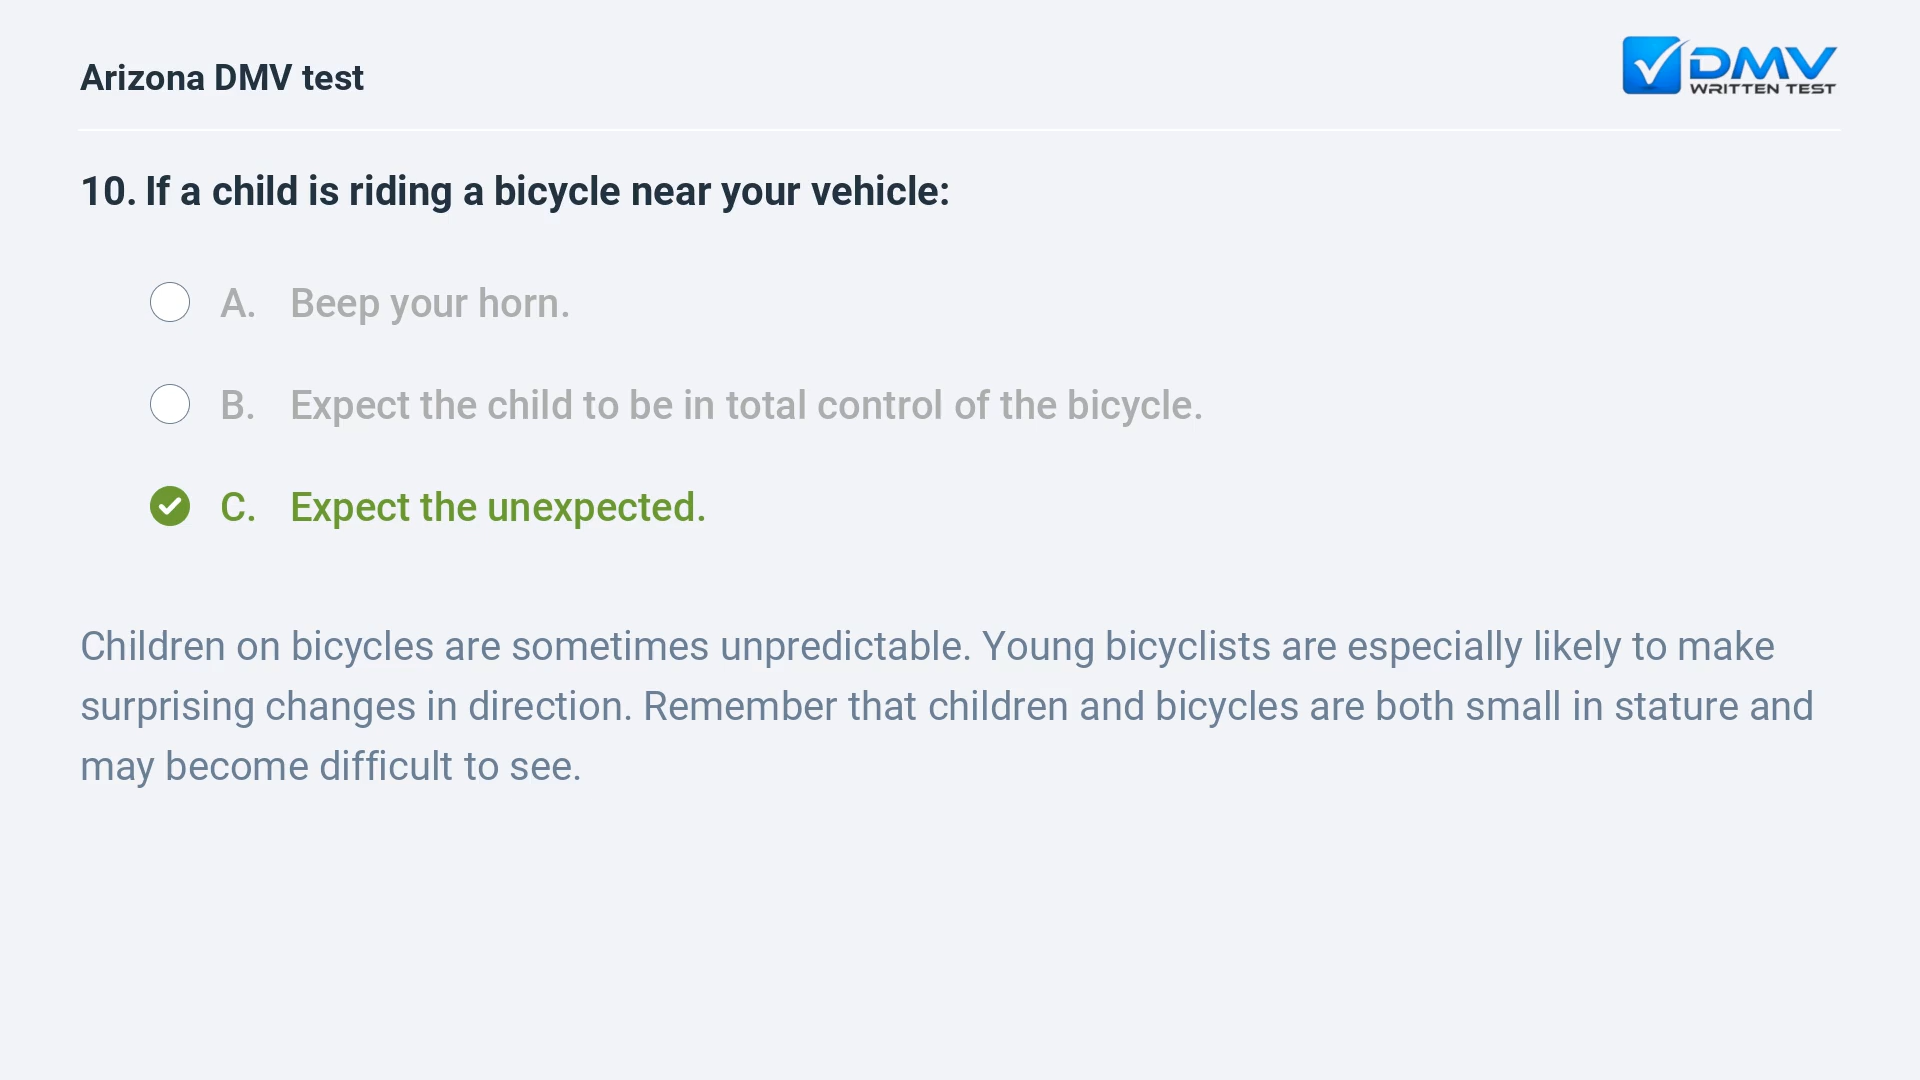 Arizona DMV test
DMV
WRITTEN TEST
10. If a child is riding a bicycle near your vehicle:
A. Beep your horn.
B. Expect the child to be in total control of the bicycle.
C. Expect the unexpected.
Children on bicycles are sometimes unpredictable. Young bicyclists are especially likely to make
surprising changes in direction. Remember that children and bicycles are both small in stature and
may become difficult to see.